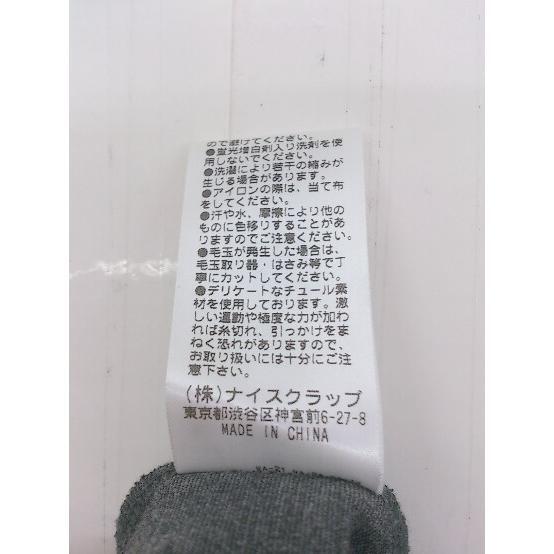 ので避けてください。
●蛍光増白剤入り洗剤を使
用しないでください。
●洗濯により若干の縮みが
生じる場合があります。
●アイロンの際は、当て布
をしてください。
●汗や水、摩擦により他の
ものに色移りすることがあ
りますのでご注意ください。
●毛玉が発生した場合は、
毛玉取り器・はさみ等で丁
寧にカットしてください。
●デリケートなチュール素
材を使用しております。激
しい運動や極度な力が加わ
れば糸切れ、引っかけをま
ねく恐れがありますので、
お取り扱いには十分にご注
意下さい。
(株)ナイスクラップ
東京都渋谷区神宮前6-27-8
MADE IN CHINA